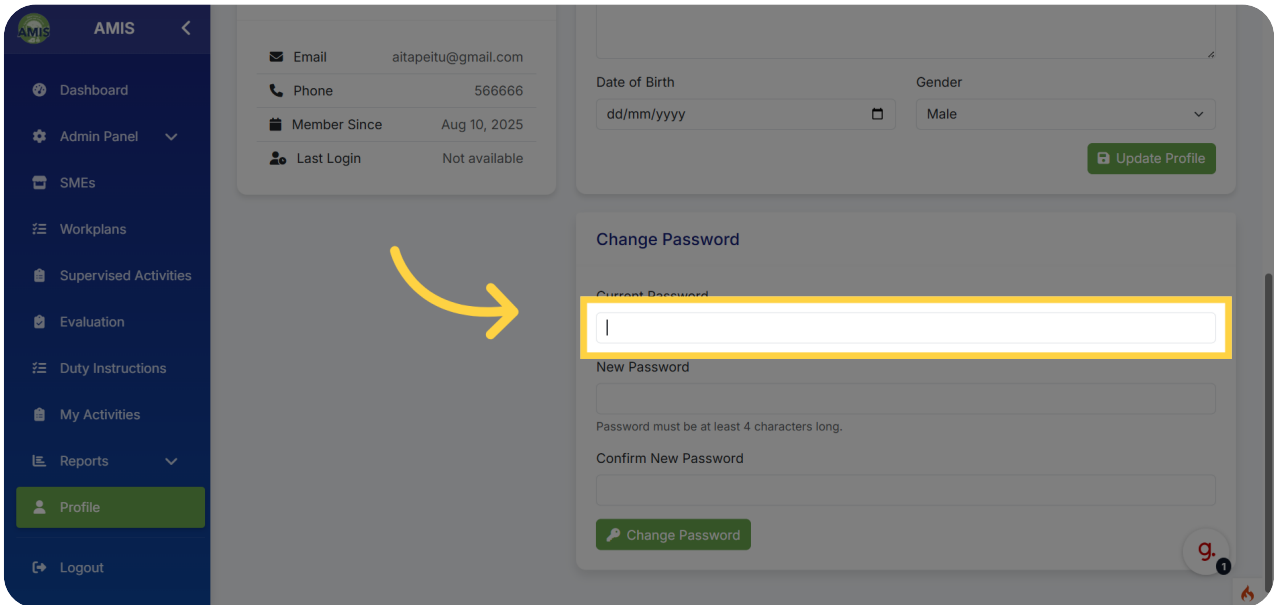 AMIS
AMIS
Dashboard
Admin Panel
SMEs
Workplans
Supervised Activities
Evaluation
Duty Instructions
My Activities
Reports
Profile
Logout
Email aitapeitu@gmail.com
Phone 566666
Member Since Aug 10, 2025
Last Login Not available
Date of Birth Gender
dd/mm/yyyy Male
Update Profile
Change Password
Current Password
New Password
Password must be at least 4 characters long.
Confirm New Password
Change Password
g.
1